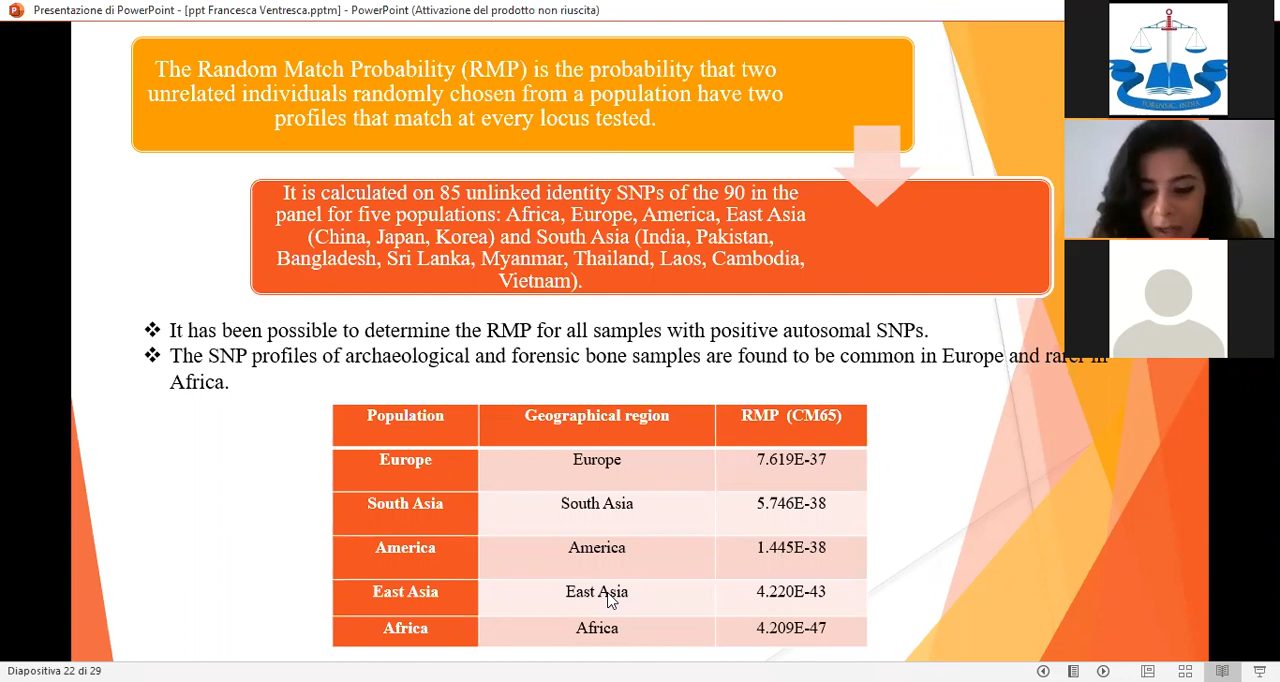 Presentazione di PowerPoint - [ppt Francesca Ventresca.pptm] - PowerPoint (Attivazione del prodotto non riuscita)
The Random Match Probability (RMP) is the probability that two
unrelated individuals randomly chosen from a population have two
profiles that match at every locus tested.
It is calculated on 85 unlinked identity SNPs of the 90 in the
panel for five populations: Africa, Europe, America, East Asia
(China, Japan, Korea) and South Asia (India, Pakistan,
Bangladesh, Sri Lanka, Myanmar, Thailand, Laos, Cambodia,
Vietnam).
❖ It has been possible to determine the RMP for all samples with positive autosomal SNPs.
❖ The SNP profiles of archaeological and forensic bone samples are found to be common in Europe and rarer in
Africa.
Population Geographical region RMP (CM65)
Europe Europe 7.619E-37
South Asia South Asia 5.746E-38
America America 1.445E-38
East Asia East Asia 4.220E-43
Africa Africa 4.209E-47
Diapositiva 22 di 29